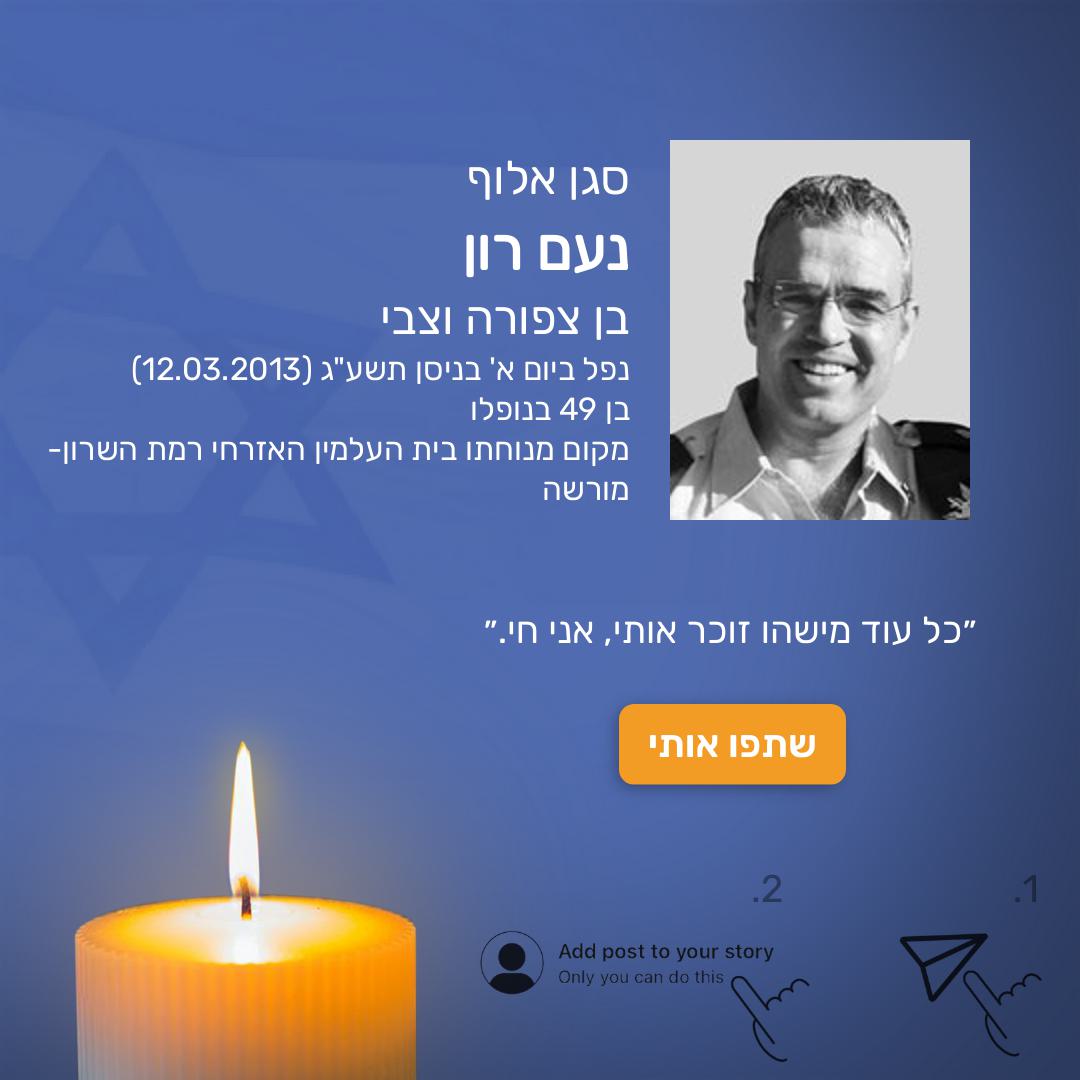 סגן אלוף
נעם רון
בן צפורה וצבי
נפל ביום א' בניסן תשע"ג (12.03.2013)
בן 49 בנופלו
מקום מנוחתו בית העלמין האזרחי רמת השרון-
מורשה
״כל עוד מישהו זוכר אותי, אני חי.״
שתפו אותי
.1
.2
Add post to your story
Only you can do this